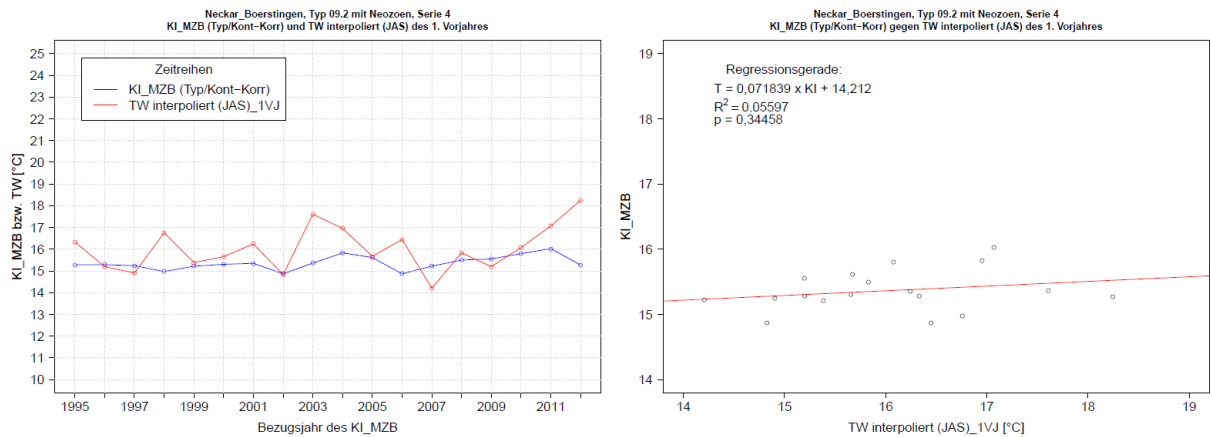 Neckar_Boerstingen, Typ 09.2 mit Neozoen, Serie 4
KI_MZB (Typ/Kont−Korr) und TW interpoliert (JAS) des 1. Vorjahres
25
24
23
22
21
20
19
18
17
16
15
14
13
12
11
10
KI_MZB bzw. TW [°C]
Zeitreihen
KI_MZB (Typ/Kont−Korr)
TW interpoliert (JAS)_1VJ
1995 1997 1999 2001 2003 2005 2007 2009 2011
Bezugsjahr des KI_MZB
Neckar_Boerstingen, Typ 09.2 mit Neozoen, Serie 4
KI_MZB (Typ/Kont−Korr) gegen TW interpoliert (JAS) des 1. Vorjahres
19
18
17
16
15
14
KI_MZB
Regressionsgerade:
T = 0,071839 x KI + 14,212
R² = 0.05597
p = 0,34458
14 15 16 17 18 19
TW interpoliert (JAS)_1VJ [°C]